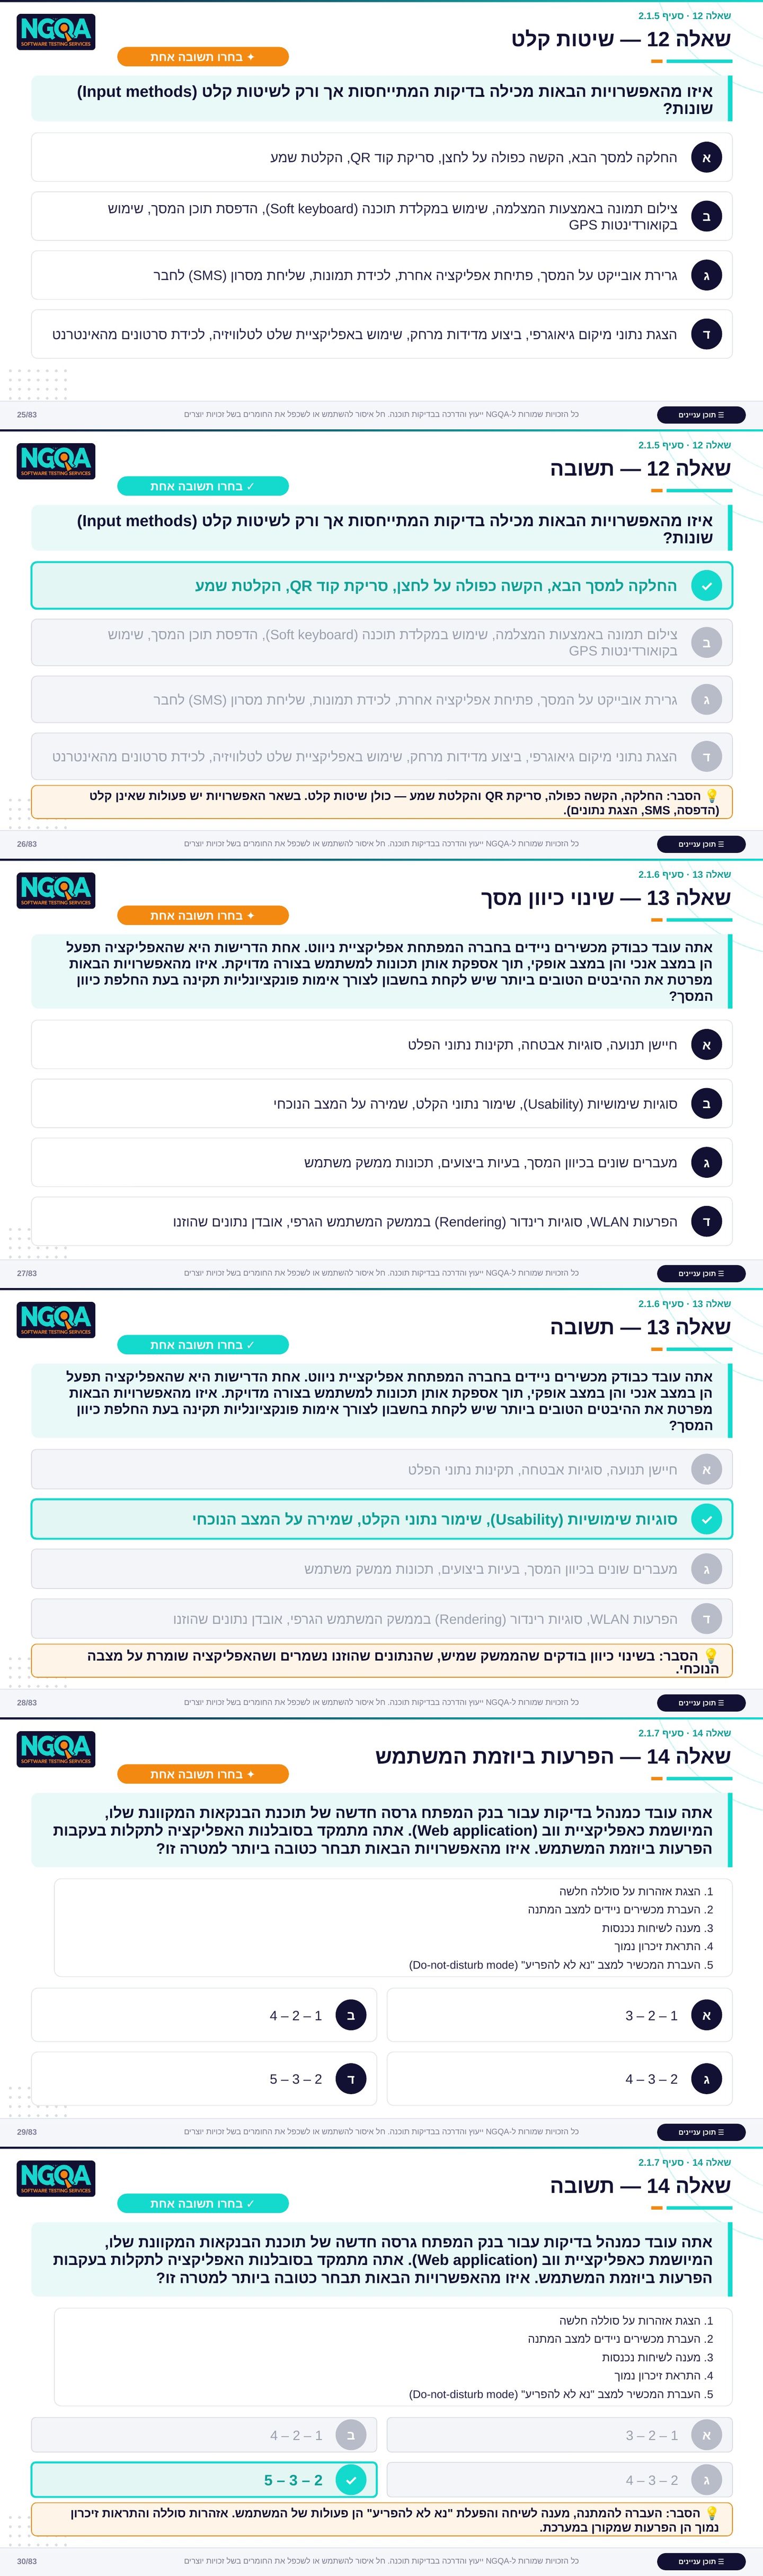 שאלה 12 · סעיף 2.1.5
NGQA
SOFTWARE TESTING SERVICES
שאלה 12 — שיטות קלט
✦ בחרו תשובה אחת
איזו מהאפשרויות הבאות מכילה בדיקות המתייחסות אך ורק לשיטות קלט (Input methods)
שונות?
א
החלקה למסך הבא, הקשה כפולה על לחצן, סריקת קוד QR, הקלטת שמע
ב
צילום תמונה באמצעות המצלמה, שימוש במקלדת תוכנה (Soft keyboard), הדפסת תוכן המסך, שימוש
בקואורדינטות GPS
ג
גרירת אובייקט על המסך, פתיחת אפליקציה אחרת, לכידת תמונות, שליחת מסרון (SMS) לחבר
ד
הצגת נתוני מיקום גיאוגרפי, ביצוע מדידות מרחק, שימוש באפליקציית שלט לטלוויזיה, לכידת סרטונים מהאינטרנט
☰ תוכן עניינים
כל הזכויות שמורות ל-NGQA ייעוץ והדרכה בבדיקות תוכנה. חל איסור להשתמש או לשכפל את החומרים בשל זכויות יוצרים
25/83
שאלה 12 · סעיף 2.1.5
NGQA
SOFTWARE TESTING SERVICES
שאלה 12 — תשובה
✓ בחרו תשובה אחת
איזו מהאפשרויות הבאות מכילה בדיקות המתייחסות אך ורק לשיטות קלט (Input methods)
שונות?
✓
החלקה למסך הבא, הקשה כפולה על לחצן, סריקת קוד QR, הקלטת שמע
ב
צילום תמונה באמצעות המצלמה, שימוש במקלדת תוכנה (Soft keyboard), הדפסת תוכן המסך, שימוש
בקואורדינטות GPS
ג
גרירת אובייקט על המסך, פתיחת אפליקציה אחרת, לכידת תמונות, שליחת מסרון (SMS) לחבר
ד
הצגת נתוני מיקום גיאוגרפי, ביצוע מדידות מרחק, שימוש באפליקציית שלט לטלוויזיה, לכידת סרטונים מהאינטרנט
💡 הסבר: החלקה, הקשה כפולה, סריקת QR והקלטת שמע — כולן שיטות קלט. בשאר האפשרויות יש פעולות שאינן קלט
(הדפסה, SMS, הצגת נתונים).
☰ תוכן עניינים
כל הזכויות שמורות ל-NGQA ייעוץ והדרכה בבדיקות תוכנה. חל איסור להשתמש או לשכפל את החומרים בשל זכויות יוצרים
26/83
שאלה 13 · סעיף 2.1.6
NGQA
SOFTWARE TESTING SERVICES
שאלה 13 — שינוי כיוון מסך
✦ בחרו תשובה אחת
אתה עובד כבודק מכשירים ניידים בחברה המפתחת אפליקציית ניווט. אחת הדרישות היא שהאפליקציה תפעל
הן במצב אנכי והן במצב אופקי, תוך אספקת אותן תכונות למשתמש בצורה מדויקת. איזו מהאפשרויות הבאות
מפרטת את ההיבטים הטובים ביותר שיש לקחת בחשבון לצורך אימות פונקציונליות תקינה בעת החלפת כיוון
המסך?
א
חיישן תנועה, סוגיות אבטחה, תקינות נתוני הפלט
ב
סוגיות שימושיות (Usability), שימור נתוני הקלט, שמירה על המצב הנוכחי
ג
מעברים שונים בכיוון המסך, בעיות ביצועים, תכונות ממשק משתמש
ד
הפרעות WLAN, סוגיות רינדור (Rendering) בממשק המשתמש הגרפי, אובדן נתונים שהוזנו
☰ תוכן עניינים
כל הזכויות שמורות ל-NGQA ייעוץ והדרכה בבדיקות תוכנה. חל איסור להשתמש או לשכפל את החומרים בשל זכויות יוצרים
27/83
שאלה 13 · סעיף 2.1.6
NGQA
SOFTWARE TESTING SERVICES
שאלה 13 — תשובה
✓ בחרו תשובה אחת
אתה עובד כבודק מכשירים ניידים בחברה המפתחת אפליקציית ניווט. אחת הדרישות היא שהאפליקציה תפעל
הן במצב אנכי והן במצב אופקי, תוך אספקת אותן תכונות למשתמש בצורה מדויקת. איזו מהאפשרויות הבאות
מפרטת את ההיבטים הטובים ביותר שיש לקחת בחשבון לצורך אימות פונקציונליות תקינה בעת החלפת כיוון
המסך?
א
חיישן תנועה, סוגיות אבטחה, תקינות נתוני הפלט
✓
סוגיות שימושיות (Usability), שימור נתוני הקלט, שמירה על המצב הנוכחי
ג
מעברים שונים בכיוון המסך, בעיות ביצועים, תכונות ממשק משתמש
ד
הפרעות WLAN, סוגיות רינדור (Rendering) בממשק המשתמש הגרפי, אובדן נתונים שהוזנו
💡 הסבר: בשינוי כיוון בודקים שהממשק שמיש, שהנתונים שהוזנו נשמרים ושהאפליקציה שומרת על מצבה
הנוכחי.
☰ תוכן עניינים
כל הזכויות שמורות ל-NGQA ייעוץ והדרכה בבדיקות תוכנה. חל איסור להשתמש או לשכפל את החומרים בשל זכויות יוצרים
28/83
שאלה 14 · סעיף 2.1.7
NGQA
SOFTWARE TESTING SERVICES
שאלה 14 — הפרעות ביוזמת המשתמש
✦ בחרו תשובה אחת
אתה עובד כמנהל בדיקות עבור בנק המפתח גרסה חדשה של תוכנת הבנקאות המקוונת שלו,
המיושמת כאפליקציית ווב (Web application). אתה מתמקד בסובלנות האפליקציה לתקלות בעקבות
הפרעות ביוזמת המשתמש. איזו מהאפשרויות הבאות תבחר כטובה ביותר למטרה זו?
1. הצגת אזהרות על סוללה חלשה
2. העברת מכשירים ניידים למצב המתנה
3. מענה לשיחות נכנסות
4. התראת זיכרון נמוך
5. העברת המכשיר למצב "נא לא להפריע" (Do-not-disturb mode)
א
1 – 2 – 3
ב
1 – 2 – 4
ג
2 – 3 – 4
ד
2 – 3 – 5
☰ תוכן עניינים
כל הזכויות שמורות ל-NGQA ייעוץ והדרכה בבדיקות תוכנה. חל איסור להשתמש או לשכפל את החומרים בשל זכויות יוצרים
29/83
שאלה 14 · סעיף 2.1.7
NGQA
SOFTWARE TESTING SERVICES
שאלה 14 — תשובה
✓ בחרו תשובה אחת
אתה עובד כמנהל בדיקות עבור בנק המפתח גרסה חדשה של תוכנת הבנקאות המקוונת שלו,
המיושמת כאפליקציית ווב (Web application). אתה מתמקד בסובלנות האפליקציה לתקלות בעקבות
הפרעות ביוזמת המשתמש. איזו מהאפשרויות הבאות תבחר כטובה ביותר למטרה זו?
1. הצגת אזהרות על סוללה חלשה
2. העברת מכשירים ניידים למצב המתנה
3. מענה לשיחות נכנסות
4. התראת זיכרון נמוך
5. העברת המכשיר למצב "נא לא להפריע" (Do-not-disturb mode)
א
1 – 2 – 3
ב
1 – 2 – 4
ג
2 – 3 – 4
✓
2 – 3 – 5
💡 הסבר: העברה להמתנה, מענה לשיחה והפעלת "נא לא להפריע" הן פעולות של המשתמש. אזהרות סוללה והתראות זיכרון
נמוך הן הפרעות שמקורן במערכת.
☰ תוכן עניינים
כל הזכויות שמורות ל-NGQA ייעוץ והדרכה בבדיקות תוכנה. חל איסור להשתמש או לשכפל את החומרים בשל זכויות יוצרים
30/83